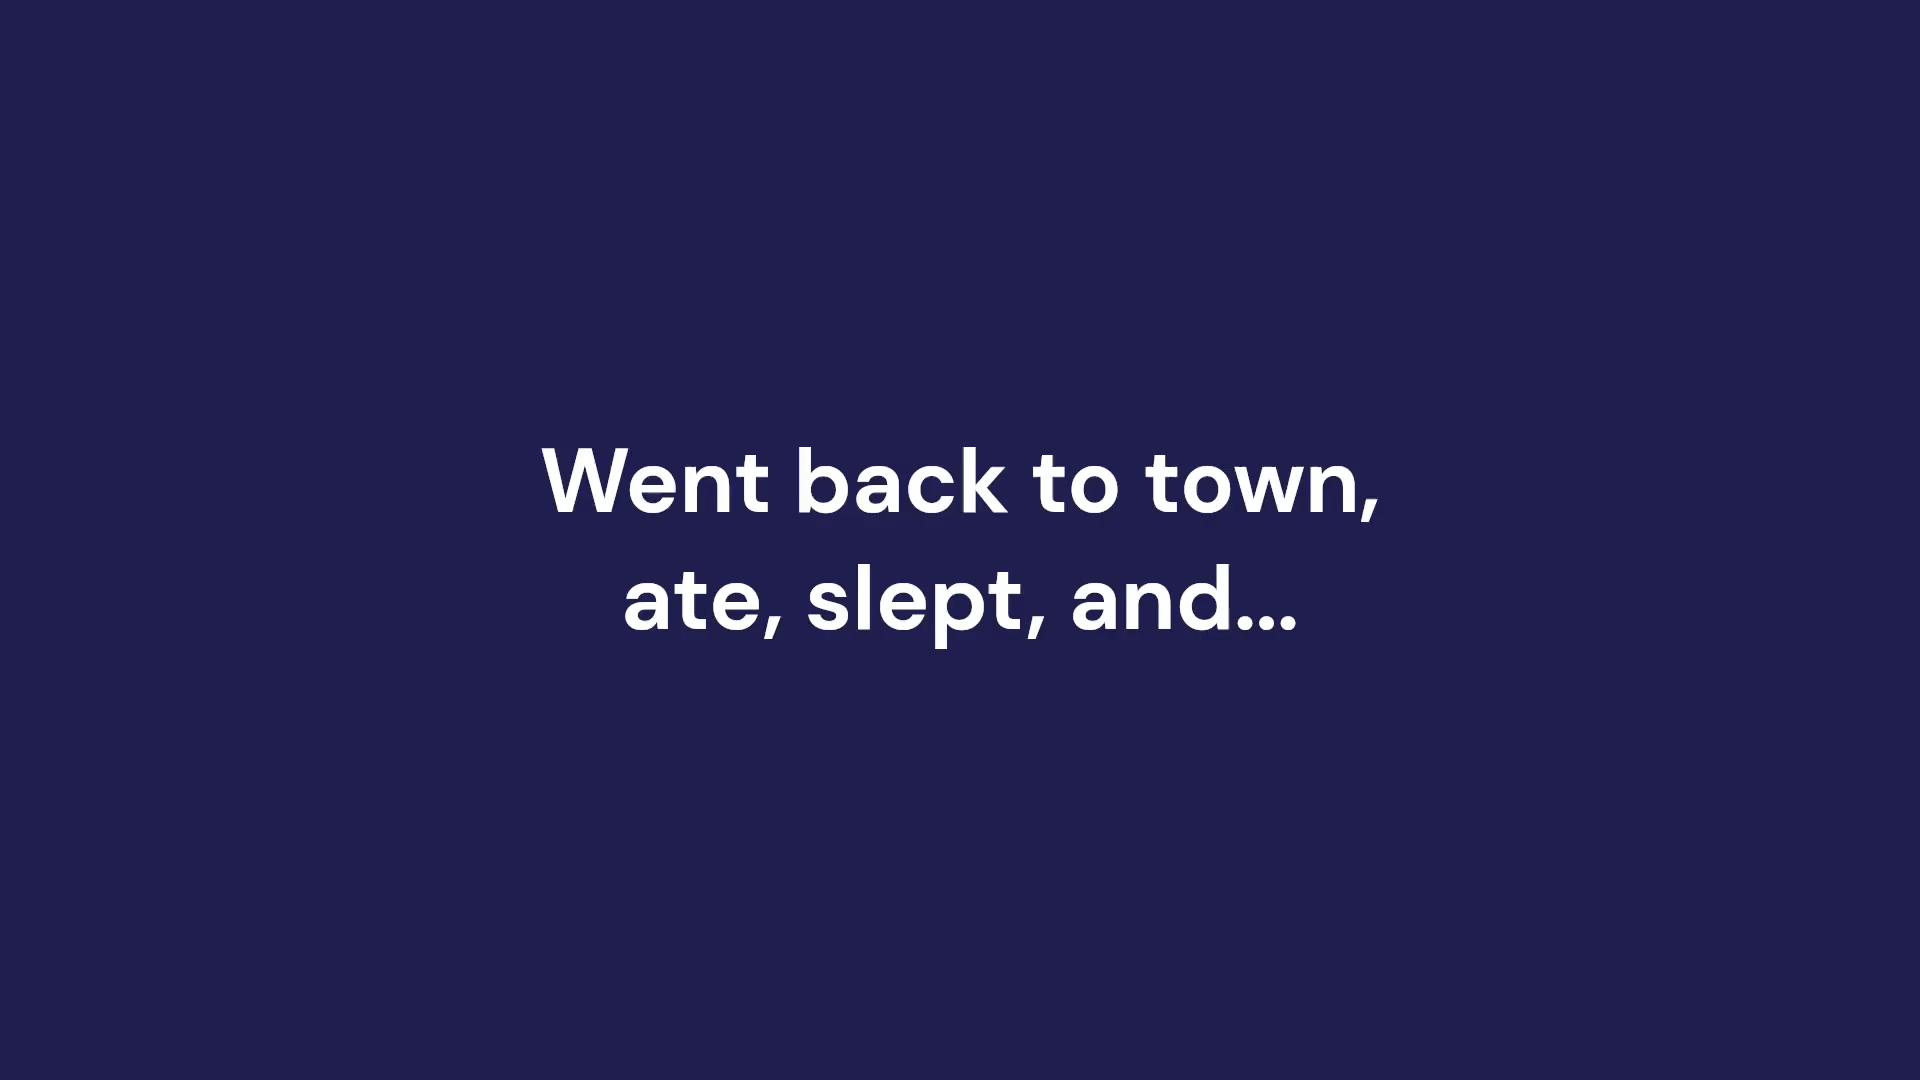 Went back to town,
ate, slept, and...